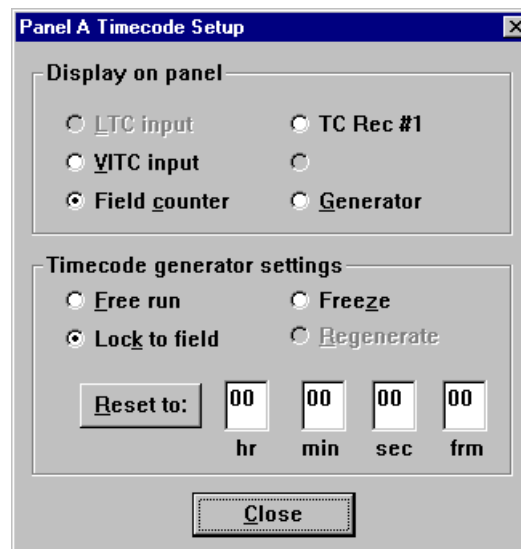 Panel A Timecode Setup
Display on panel
LTC input
TC Rec #1
VITC input
Field counter
Generator
Timecode generator settings
Free run
Freeze
Lock to field
Regenerate
Reset to:
00 00 00 00
hr min sec frm
Close